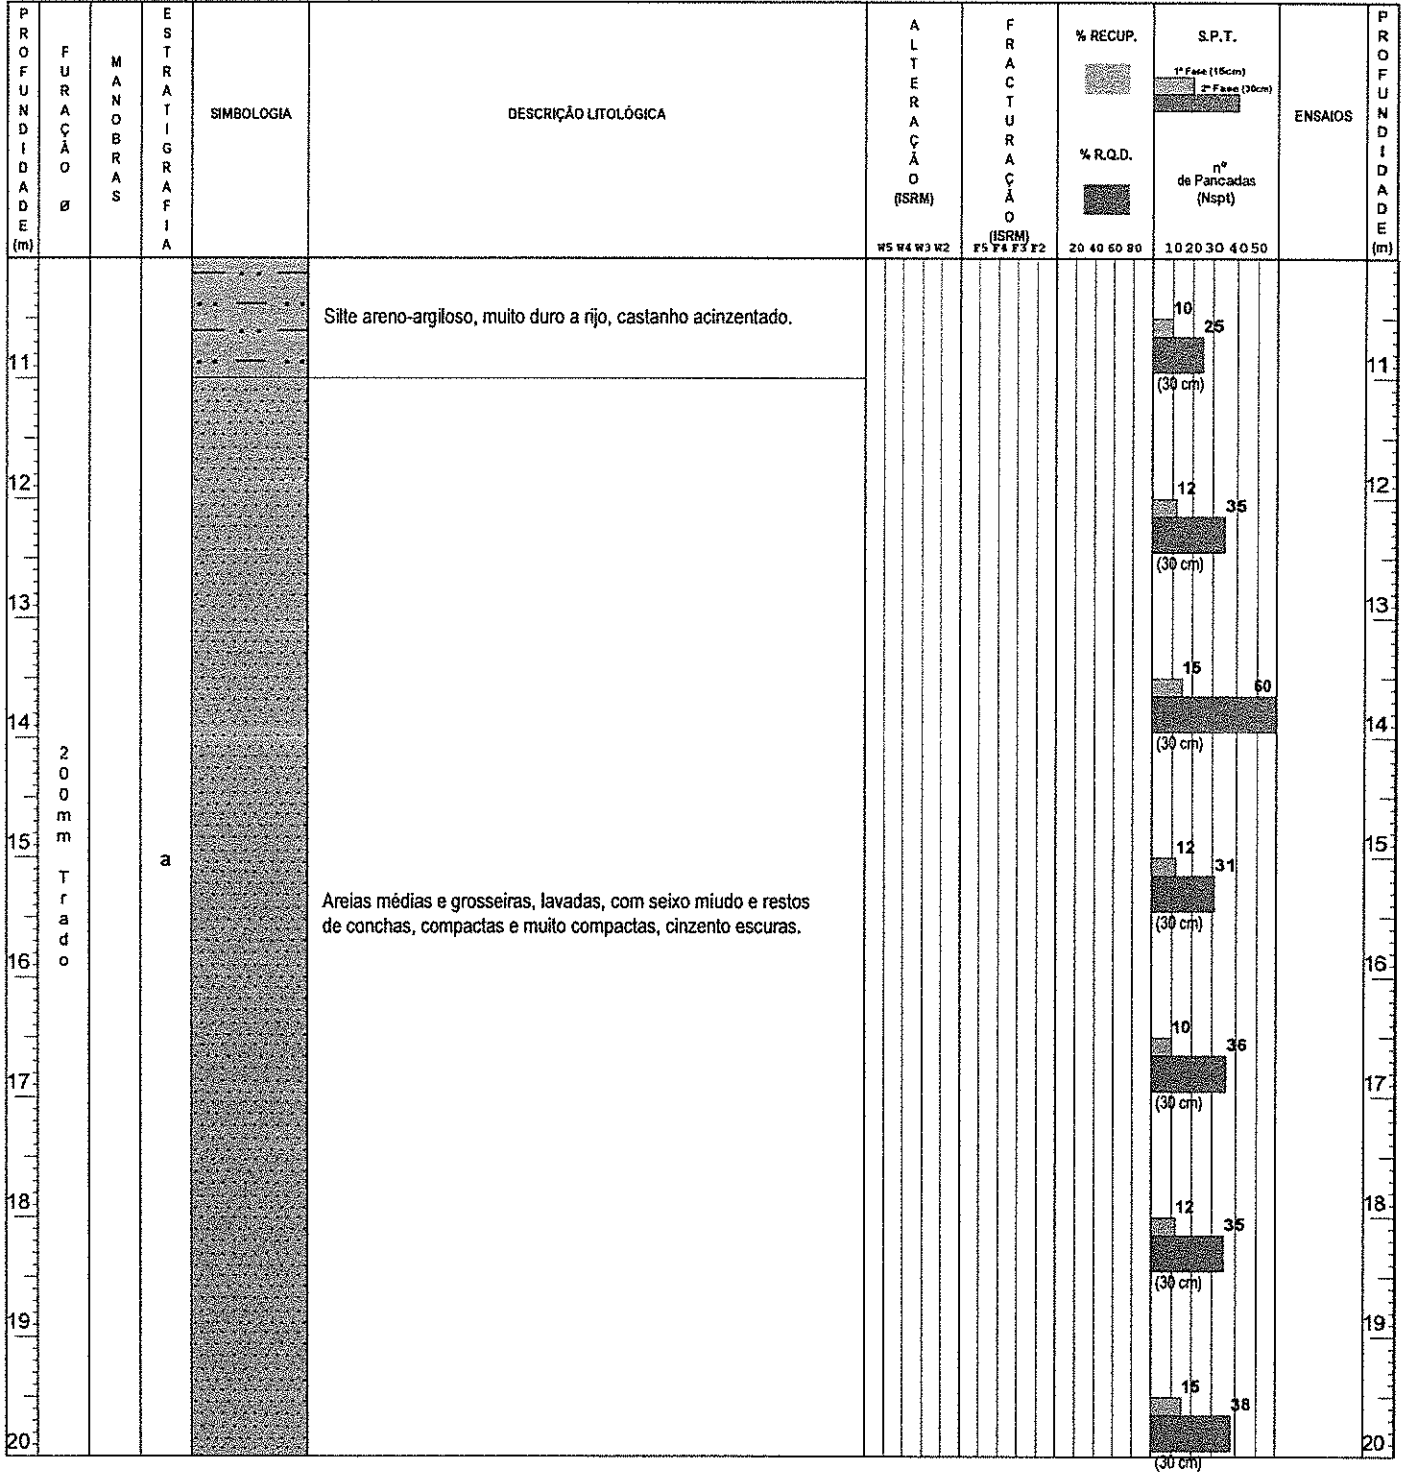 PROFUNDIDADE (m)
FURAÇÃO Ø
MANOBRAS
ESTRATIGRAFIA
SIMBOLOGIA
DESCRIÇÃO LITOLÓGICA
ALTERAÇÃO (ISRM)
W5 W4 W3 W2
FRACTURAÇÃO (ISRM)
F5 F4 F3 F2
% RECUP.
% R.Q.D.
20 40 60 80
S.P.T.
1ª Fase (15cm)
2ª Fase (30cm)
nº
de Pancadas
(Nspt)
10 20 30 40 50
ENSAIOS
PROFUNDIDADE (m)
Silte areno-argiloso, muito duro a rijo, castanho acinzentado.
10
25
(30 cm)
11
11
12
12
12
35
(30 cm)
13
13
15
60
14
14
(30 cm)
200mm Trado
15
15
a
12
31
(30 cm)
Areias médias e grosseiras, lavadas, com seixo miudo e restos
de conchas, compactas e muito compactas, cinzento escuras.
16
16
10
36
17
17
(30 cm)
18
18
12
35
(30 cm)
19
19
15
38
20
20
(30 cm)